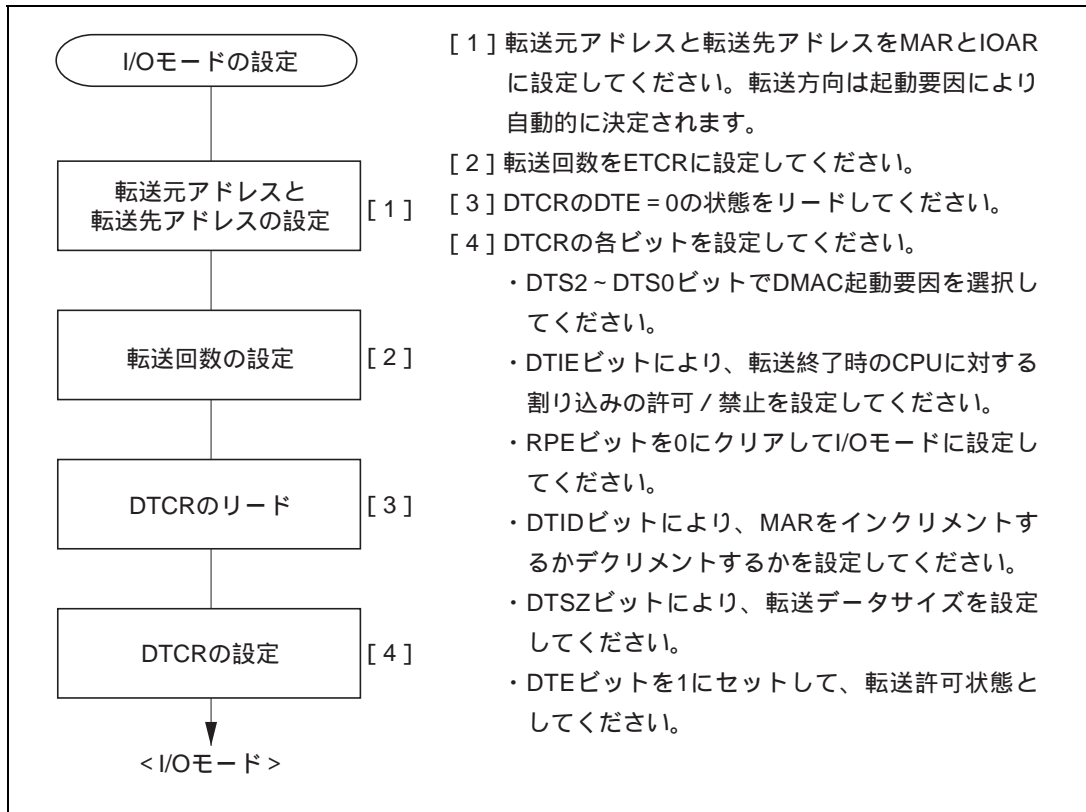 I/Oモードの設定
転送元アドレスと
転送先アドレスの設定
[ 1 ]
転送回数の設定
[ 2 ]
DTCRのリード
[ 3 ]
DTCRの設定
[ 4 ]
< I/Oモード >
[ 1 ] 転送元アドレスと転送先アドレスをMARとIOAR
に設定してください。転送方向は起動要因により
自動的に決定されます。
[ 2 ] 転送回数をETCRに設定してください。
[ 3 ] DTCRのDTE = 0の状態をリードしてください。
[ 4 ] DTCRの各ビットを設定してください。
・DTS2 ~ DTS0ビットでDMAC起動要因を選択し
てください。
・DTIEビットにより、転送終了時のCPUに対する
割り込みの許可 / 禁止を設定してください。
・RPEビットを0にクリアしてI/Oモードに設定し
てください。
・DTIDビットにより、MARをインクリメントす
るかデクリメントするかを設定してください。
・DTSZビットにより、転送データサイズを設定
してください。
・DTEビットを1にセットして、転送許可状態と
してください。